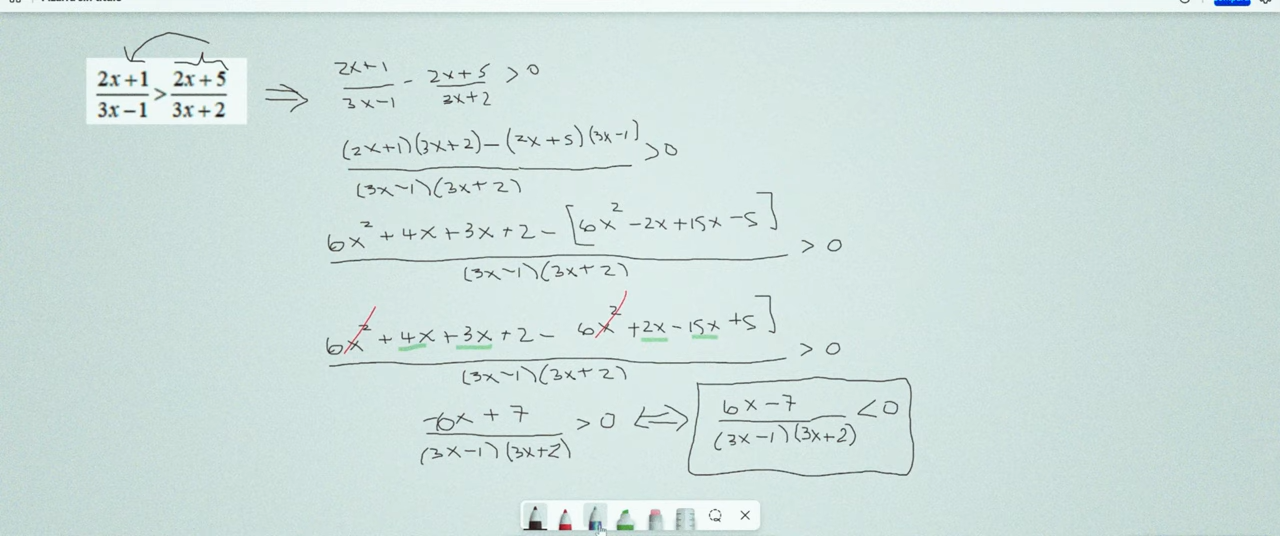 2x+1/3x−1 > 2x+5/3x+2 ⇒ 2x+1/3x−1 − 2x+5/3x+2 > 0
(2x+1)(3x+2)−(2x+5)(3x−1]/(3x−1)(3x+2) > 0
6x²+4x+3x+2−[6x²−2x+15x−5]/(3x−1)(3x+2) > 0
6x²+4x+3x+2− 6x²+2x−15x+5]/(3x−1)(3x+2) > 0
−6x+7/(3x−1)(3x+2) > 0 ⇔ 6x−7/(3x−1)(3x+2) < 0